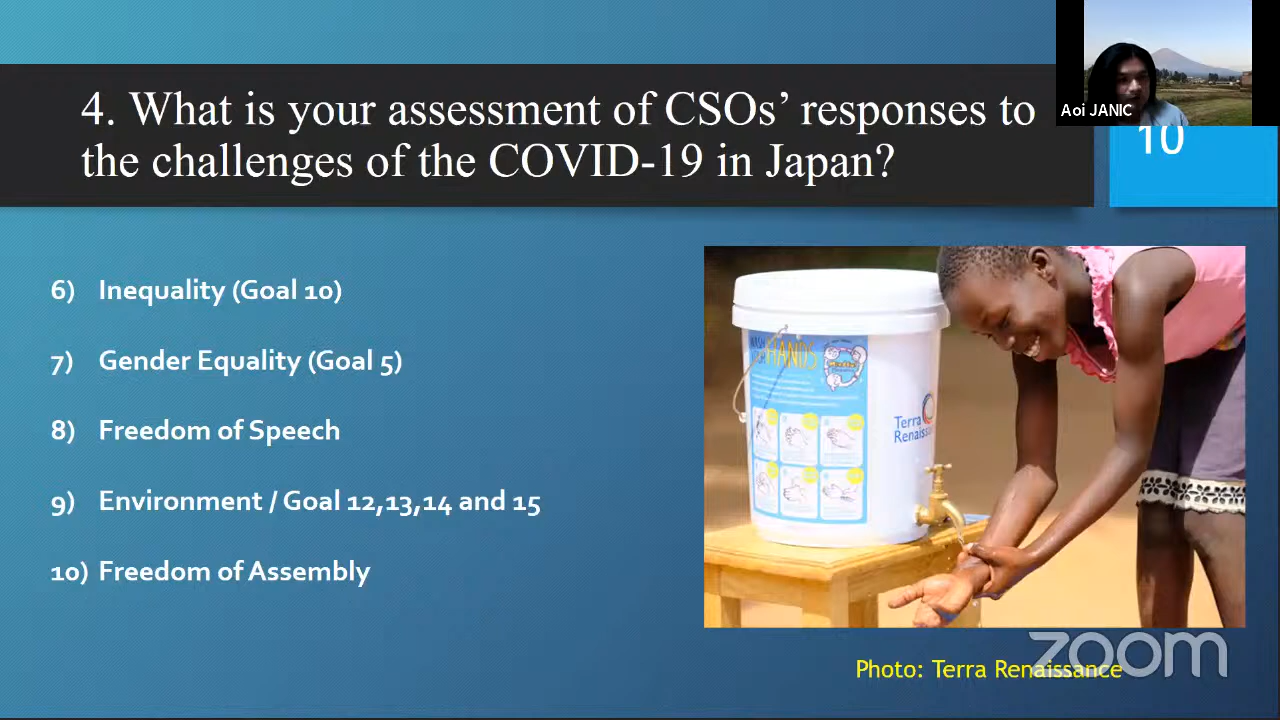 4. What is your assessment of CSOs’ responses to
the challenges of the COVID-19 in Japan?
Aoi JANIC
10
6) Inequality (Goal 10)
7) Gender Equality (Goal 5)
8) Freedom of Speech
9) Environment / Goal 12,13,14 and 15
10) Freedom of Assembly
WASH
HANDS
Terra
Photo: Terra Renaissance
zoom